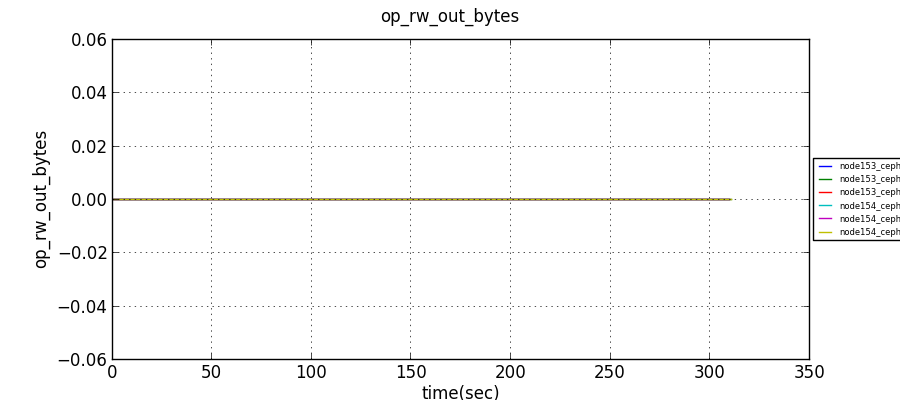 op_rw_out_bytes
0.06
0.04
0.02
0.00
−0.02
−0.04
−0.06
op_rw_out_bytes
0 50 100 150 200 250 300 350
time(sec)
node153_ceph
node153_ceph
node153_ceph
node154_ceph
node154_ceph
node154_ceph